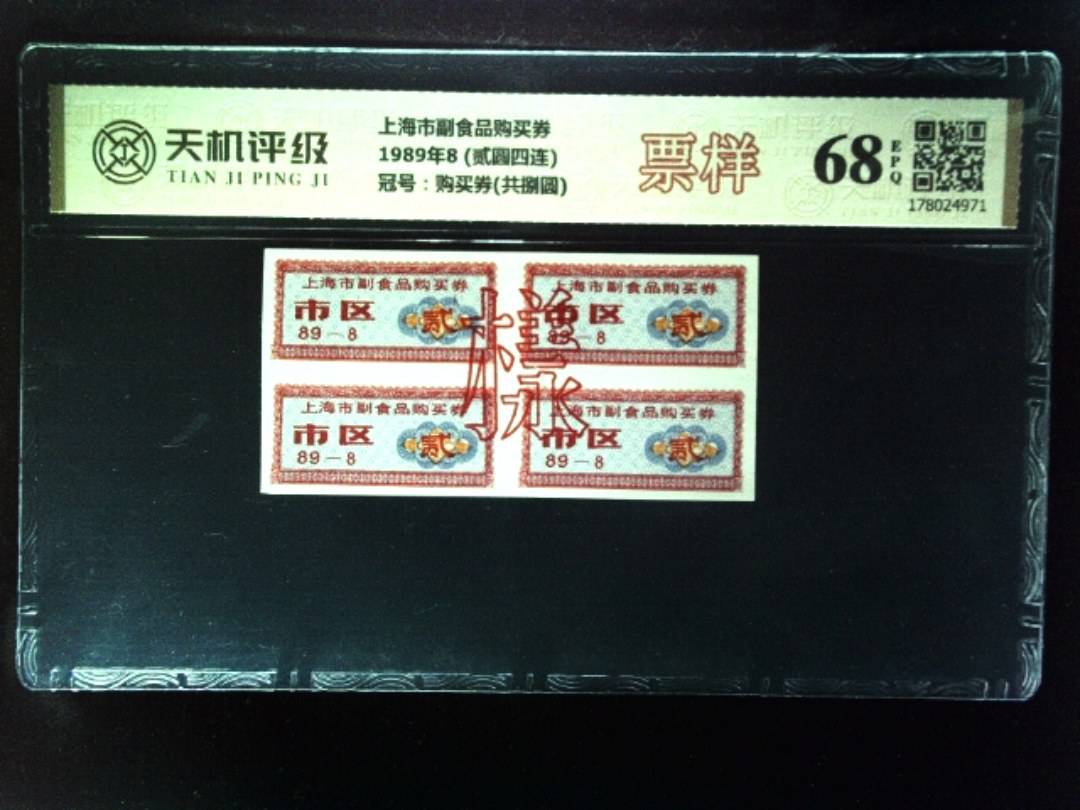 天机评级
TIAN JI PING JI
上海市副食品购买券
1989年8 (贰圆四连)
冠号：购买券(共捌圆)
票样
68
EPQ
178024971
上海市副食品购买券
市区
贰
89－8
上海市副食品购买券
市区
贰
89－8
上海市副食品购买券
市区
贰
89－8
上海市副食品购买券
市区
贰
89－8
样